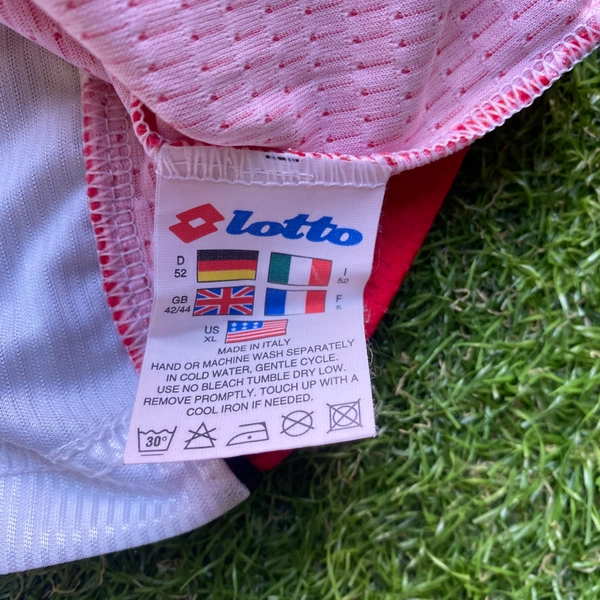 lotto
D
52
I
52
GB
42/44
F
US
XL
MADE IN ITALY
HAND OR MACHINE WASH SEPARATELY
IN COLD WATER, GENTLE CYCLE.
USE NO BLEACH TUMBLE DRY LOW.
REMOVE PROMPTLY. TOUCH UP WITH A
COOL IRON IF NEEDED.
30°